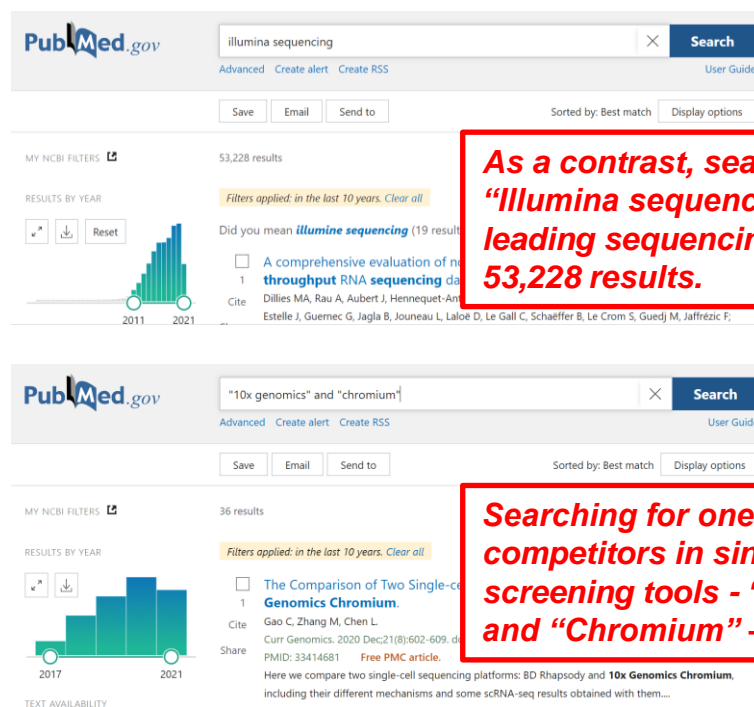 PubMed.gov
illumina sequencing
Search
Advanced Create alert Create RSS
User Guide
Save Email Send to
Sorted by: Best match Display options
MY NCBI FILTERS
53,228 results
RESULTS BY YEAR
Filters applied: in the last 10 years. Clear all
Reset
Did you mean illumine sequencing (19 result
A comprehensive evaluation of
1 throughput RNA sequencing da
Cite Dillies MA, Rau A, Aubert J, Hennequet-Ant
Estelle J, Guernec G, Jagla B, Jouneau L, Laloë D, Le Gall C, Schaëffer B, Le Crom S, Guedj M, Jaffrézic F;
2011 2021
As a contrast, sea
"Illumina sequenc
leading sequencin
53,228 results.
PubMed.gov
"10x genomics" and "chromium"
Search
Advanced Create alert Create RSS
User Guid
Save Email Send to
Sorted by: Best match Display options
MY NCBI FILTERS
36 results
RESULTS BY YEAR
Filters applied: in the last 10 years. Clear all
The Comparison of Two Single-ce
1 Genomics Chromium.
Cite Gao C, Zhang M, Chen L.
Curr Genomics. 2020 Dec;21(8):602-609. d
Share PMID: 33414681 Free PMC article.
Here we compare two single-cell sequencing platforms: BD Rhapsody and 10x Genomics Chromium,
including their different mechanisms and some scRNA-seq results obtained with them....
2017 2021
TEXT AVAILABILITY
Searching for one
competitors in sin
screening tools - "
and "Chromium" -